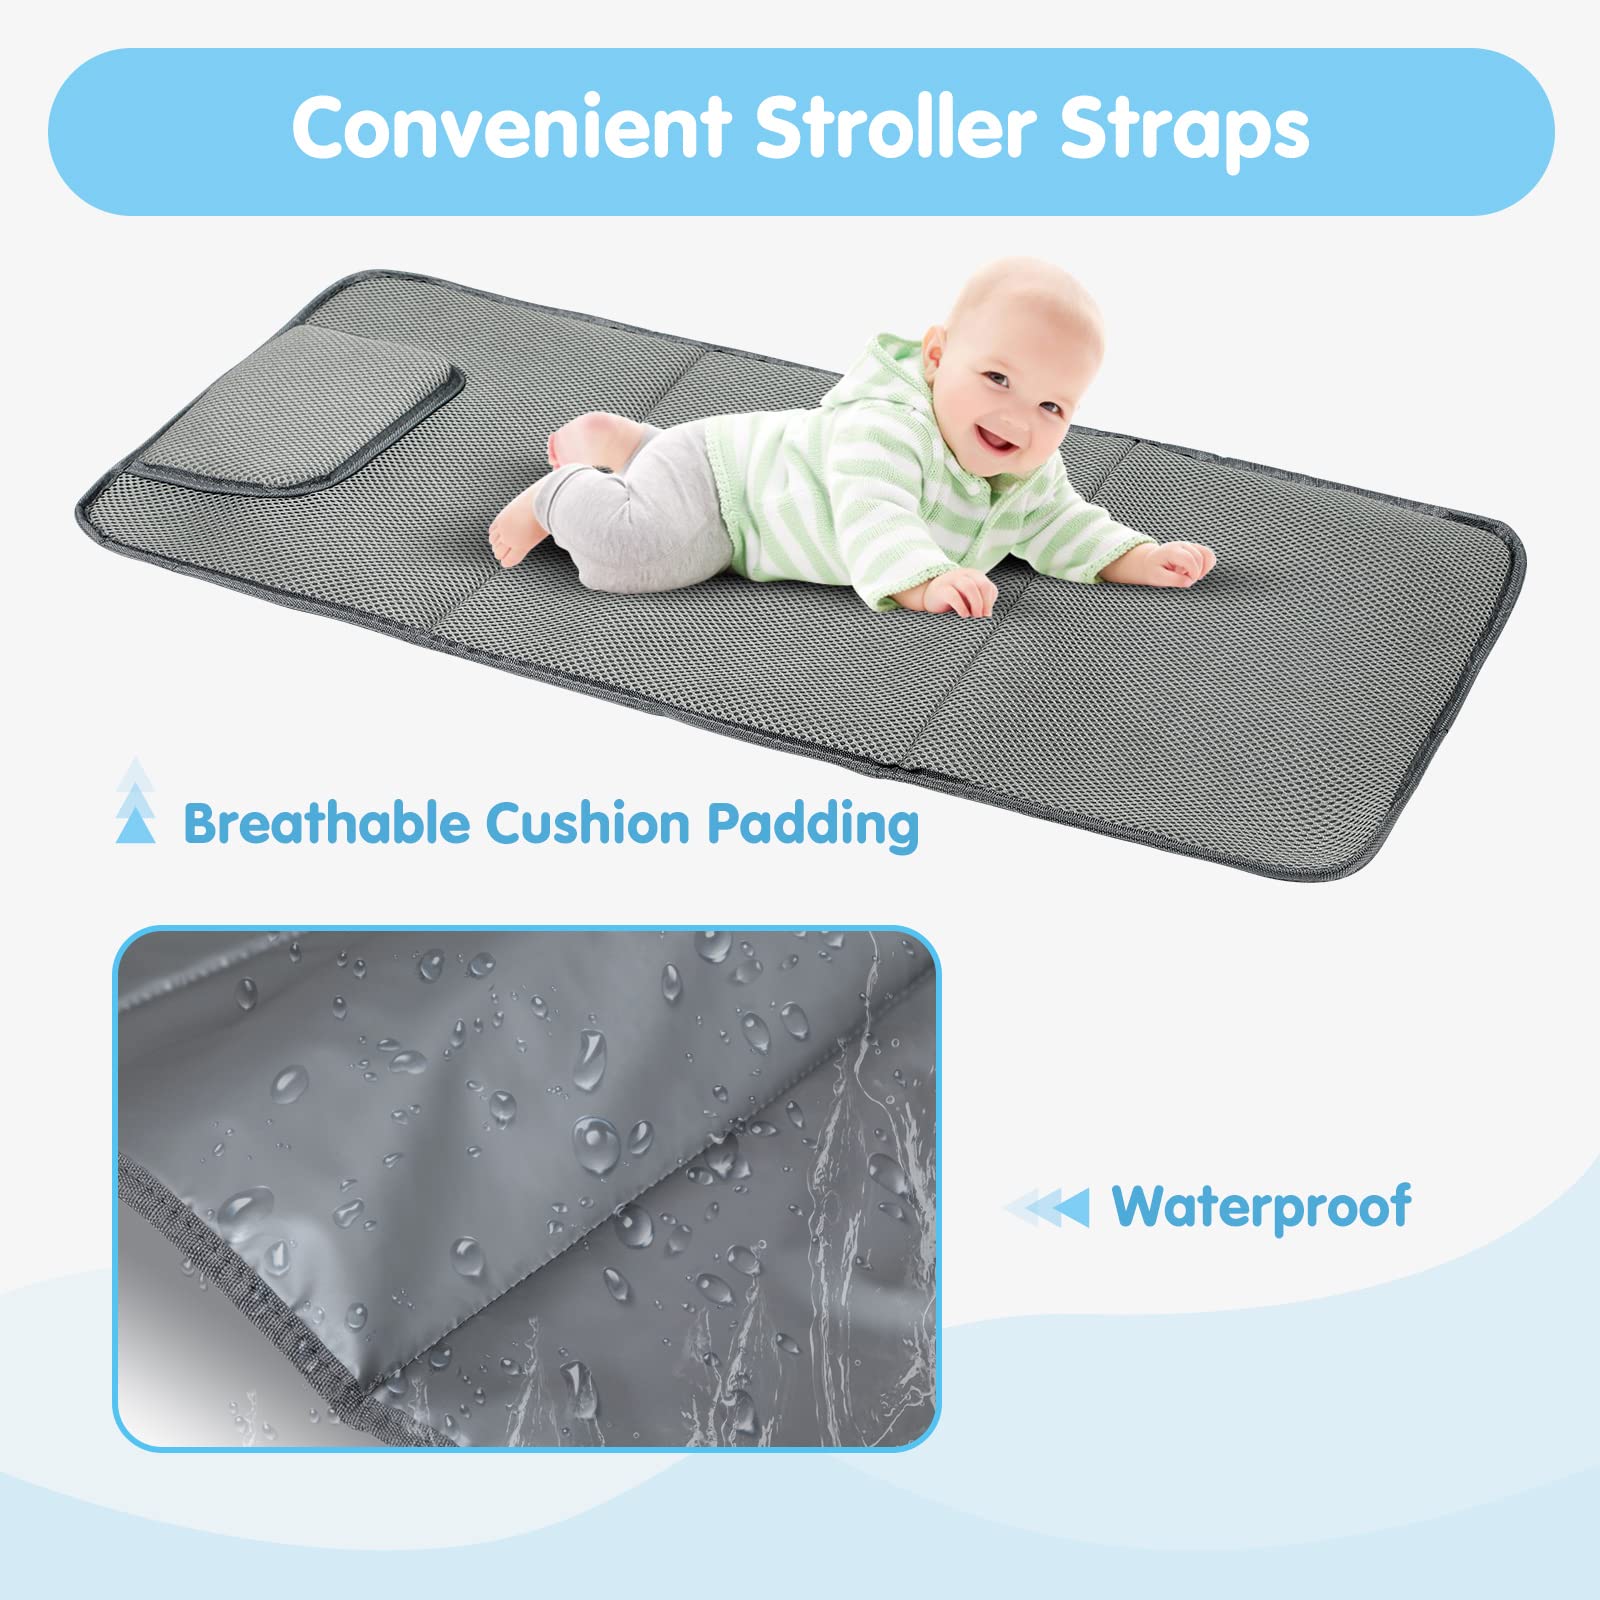 Convenient Stroller Straps
Breathable Cushion Padding
Waterproof